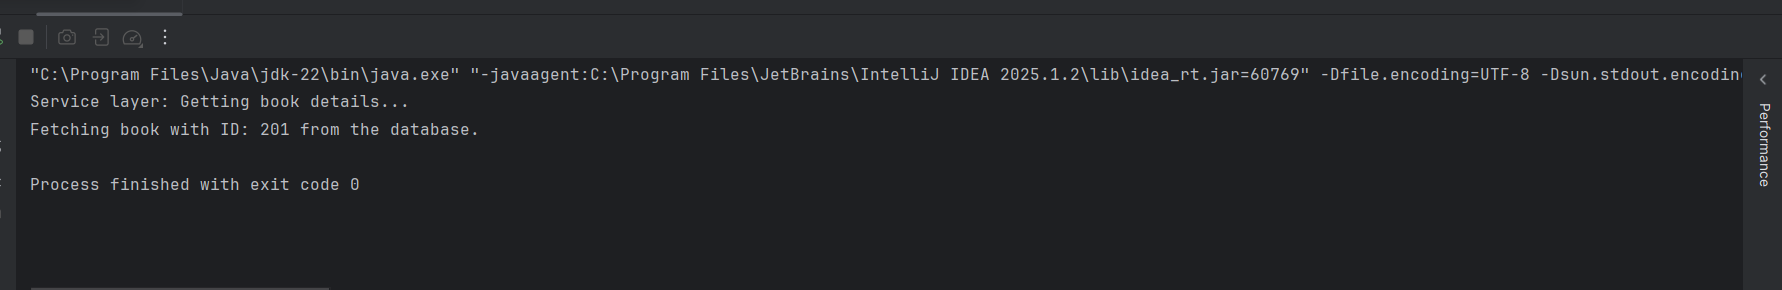 "C:\Program Files\Java\jdk-22\bin\java.exe" "-javaagent:C:\Program Files\JetBrains\IntelliJ IDEA 2025.1.2\lib\idea_rt.jar=60769" -Dfile.encoding=UTF-8 -Dsun.stdout.encoding
Service layer: Getting book details...
Fetching book with ID: 201 from the database.
Process finished with exit code 0
Performance